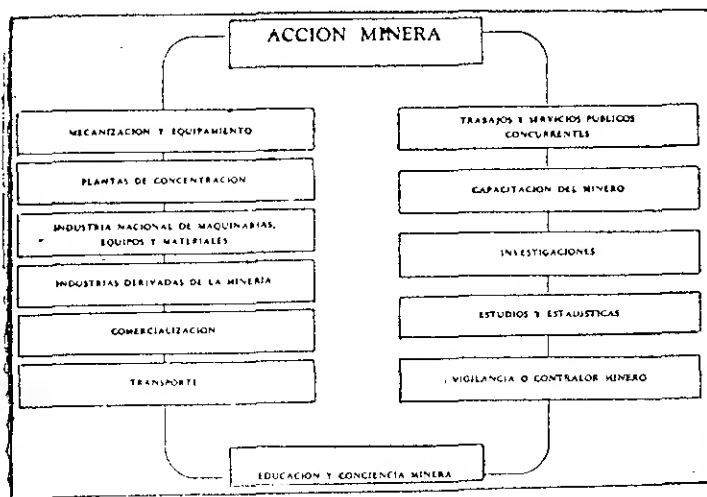 ACCION MINERA
MECANIZACION Y EQUIPAMIENTO
PLANTAS DE CONCENTRACION
INDUSTRIA NACIONAL DE MAQUINARIAS,
EQUIPOS Y MATERIALES
INDUSTRIAS DERIVADAS DE LA MINERÍA
COMERCIALIZACION
TRANSPORTE
TRABAJOS Y SERVICIOS PUBLICOS
CONCURRENTES
CAPACITACION DEL MINERO
INVESTIGACIONES
ESTUDIOS Y ESTADISTICAS
VIGILANCIA O CONTRALOR MINERO
EDUCACION Y CONCIENCIA MINERA